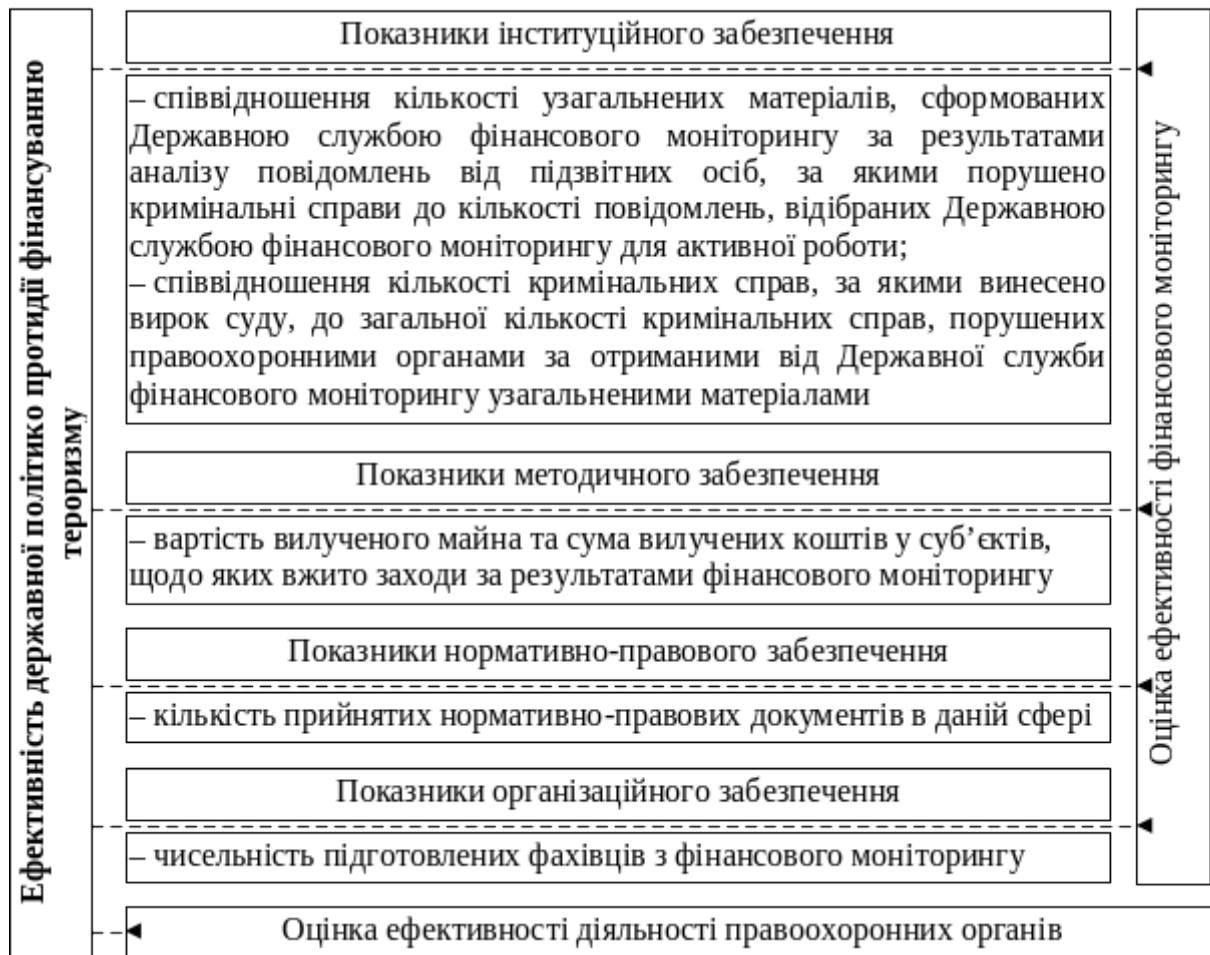 Ефективність державної політико протидії фінансуванню
тероризму
Показники інституційного забезпечення
– співвідношення кількості узагальнених матеріалів, сформованих
Державною службою фінансового моніторингу за результатами
аналізу повідомлень від підзвітних осіб, за якими порушено
кримінальні справи до кількості повідомлень, відібраних Державною
службою фінансового моніторингу для активної роботи;
– співвідношення кількості кримінальних справ, за якими винесено
вирок суду, до загальної кількості кримінальних справ, порушених
правоохоронними органами за отриманими від Державної служби
фінансового моніторингу узагальненими матеріалами
Показники методичного забезпечення
– вартість вилученого майна та сума вилучених коштів у суб’єктів,
щодо яких вжито заходи за результатами фінансового моніторингу
Показники нормативно-правового забезпечення
– кількість прийнятих нормативно-правових документів в даній сфері
Показники організаційного забезпечення
– чисельність підготовлених фахівців з фінансового моніторингу
Оцінка ефективності діяльності правоохоронних органів
Оцінка ефективності фінансового моніторингу